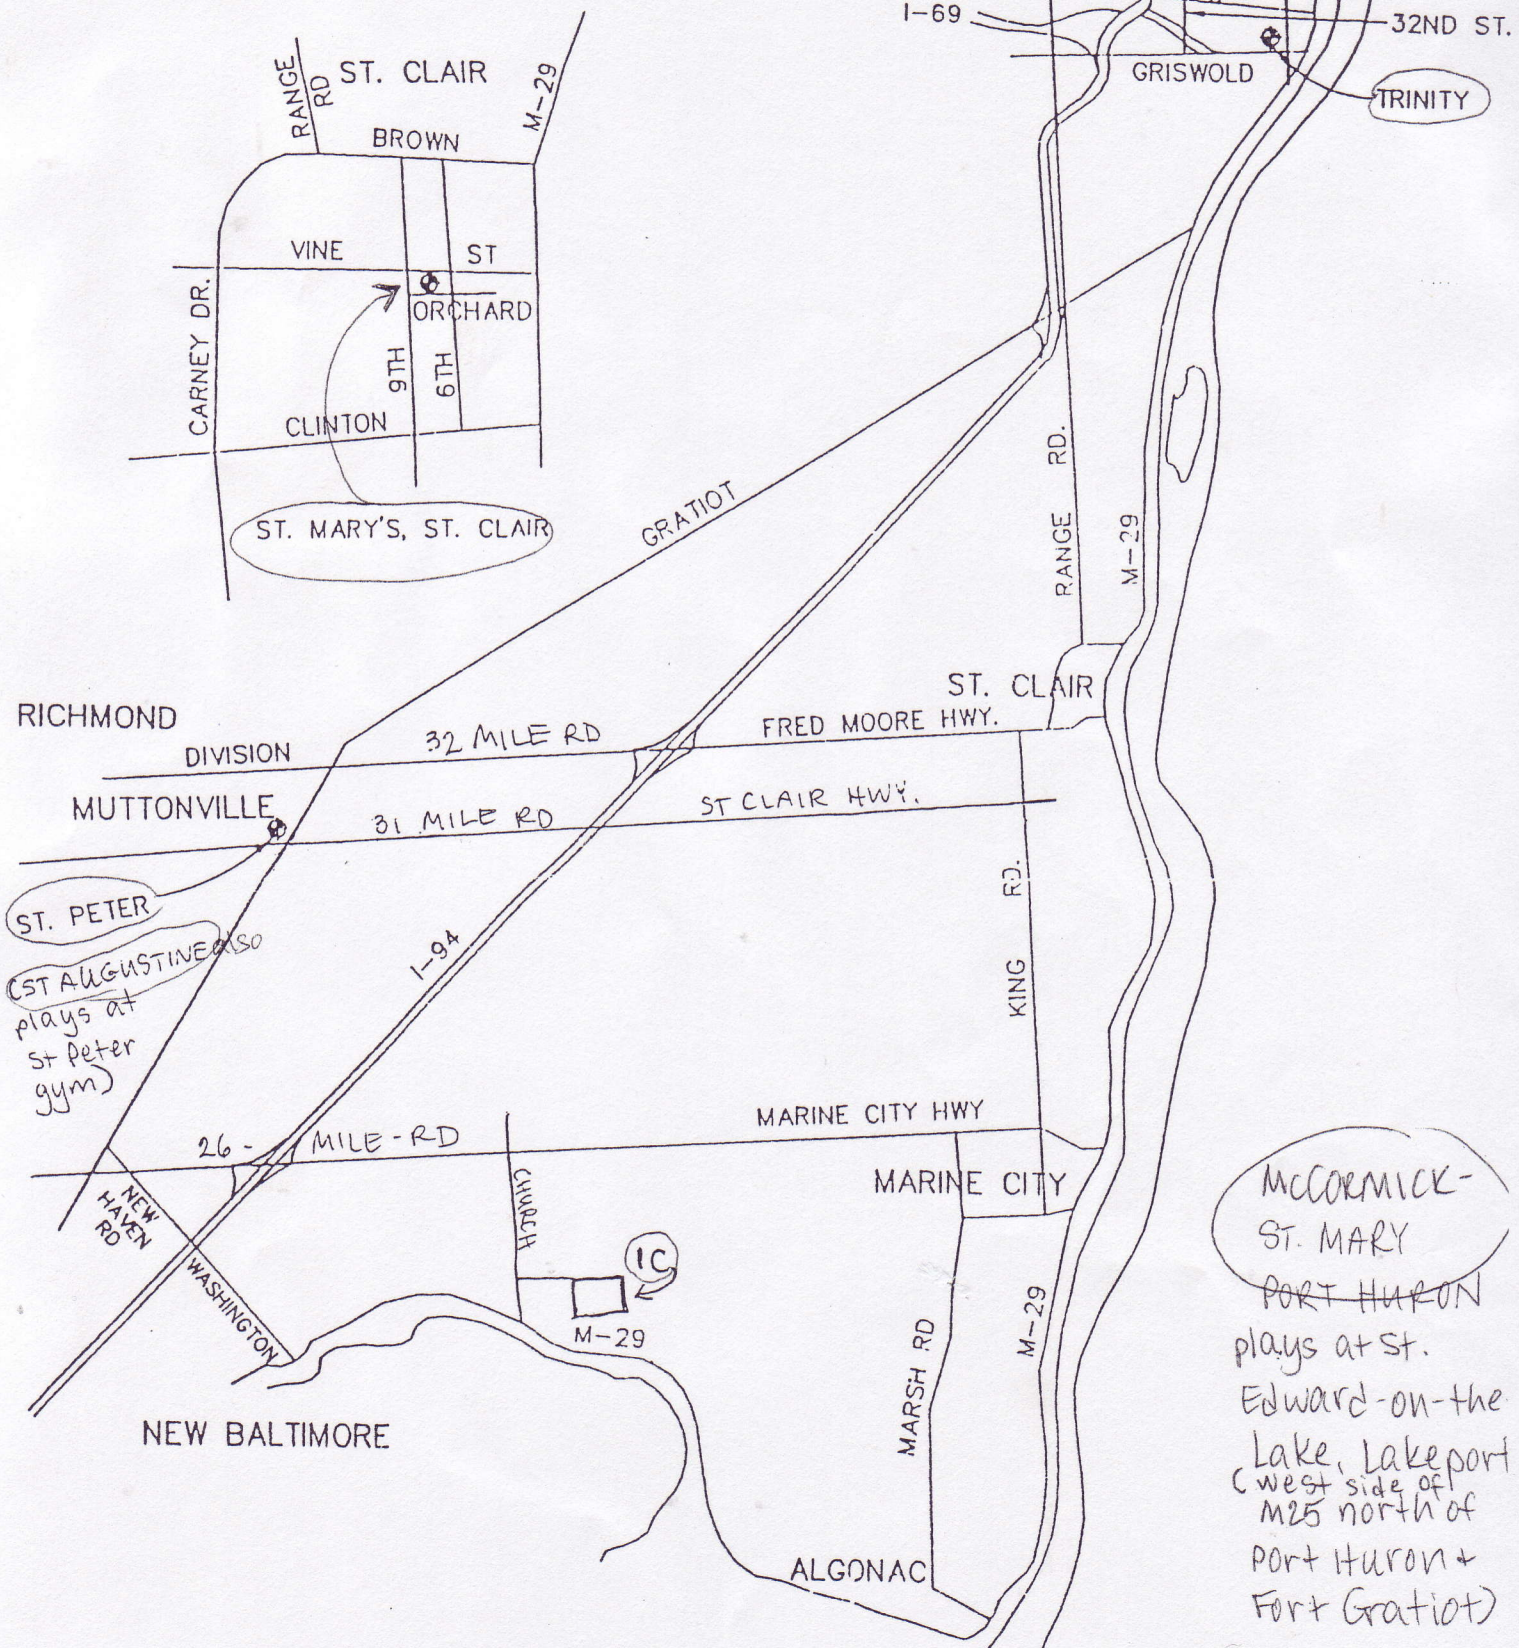 I-69
32ND ST.
GRISWOLD
TRINITY
RANGE
RD
ST. CLAIR
M-29
BROWN
VINE
ST
ORCHARD
CARNEY DR.
9TH
6TH
CLINTON
ST. MARY'S, ST. CLAIR
GRATIOT
RANGE RD.
M-29
ST. CLAIR
RICHMOND
DIVISION
32 MILE RD
FRED MOORE HWY.
MUTTONVILLE
31 MILE RD
ST CLAIR HWY.
ST. PETER
(ST AUGUSTINE also
plays at
St Peter
gym)
I-94
KING RD.
26 - MILE - RD
MARINE CITY HWY
MARINE CITY
NEW
HAVEN
RD
WASHINGTON
CHURCH
IC
M-29
MARSH RD
M-29
NEW BALTIMORE
ALGONAC
McCORMICK-
ST. MARY
PORT HURON
plays at St.
Edward-on-the
Lake, Lakeport
(west side of
M25 north of
Port Huron +
Fort Gratiot)